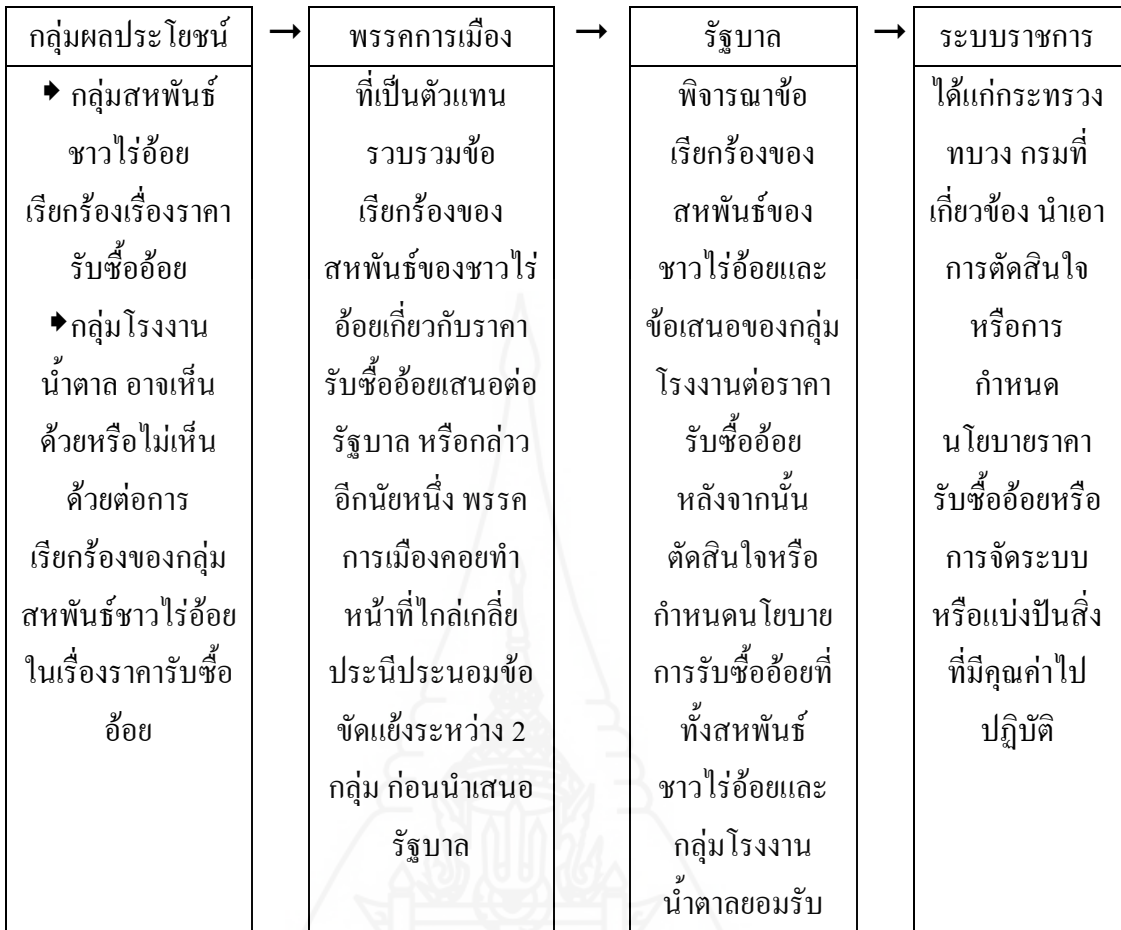 กลุ่มผลประโยชน์
➡ กลุ่มสหพันธ์
ชาวไร่อ้อย
เรียกร้องเรื่องราคา
รับซื้ออ้อย
➡กลุ่มโรงงาน
น้ำตาล อาจเห็น
ด้วยหรือไม่เห็น
ด้วยต่อการ
เรียกร้องของกลุ่ม
สหพันธ์ชาวไร่อ้อย
ในเรื่องราคารับซื้อ
อ้อย
→
พรรคการเมือง
ที่เป็นตัวแทน
รวบรวมข้อ
เรียกร้องของ
สหพันธ์ของชาวไร่
อ้อยเกี่ยวกับราคา
รับซื้ออ้อยเสนอต่อ
รัฐบาล หรือกล่าว
อีกนัยหนึ่ง พรรค
การเมืองคอยทำ
หน้าที่ไกล่เกลี่ย
ประนีประนอมข้อ
ขัดแย้งระหว่าง 2
กลุ่ม ก่อนนำเสนอ
รัฐบาล
→
รัฐบาล
พิจารณาข้อ
เรียกร้องของ
สหพันธ์ของ
ชาวไร่อ้อยและ
ข้อเสนอของกลุ่ม
โรงงานต่อราคา
รับซื้ออ้อย
หลังจากนั้น
ตัดสินใจหรือ
กำหนดนโยบาย
การรับซื้ออ้อยที่
ทั้งสหพันธ์
ชาวไร่อ้อยและ
กลุ่มโรงงาน
น้ำตาลยอมรับ
→
ระบบราชการ
ได้แก่กระทรวง
ทบวง กรมที่
เกี่ยวข้อง นำเอา
การตัดสินใจ
หรือการ
กำหนด
นโยบายราคา
รับซื้ออ้อยหรือ
การจัดระบบ
หรือแบ่งปันสิ่ง
ที่มีคุณค่าไป
ปฏิบัติ